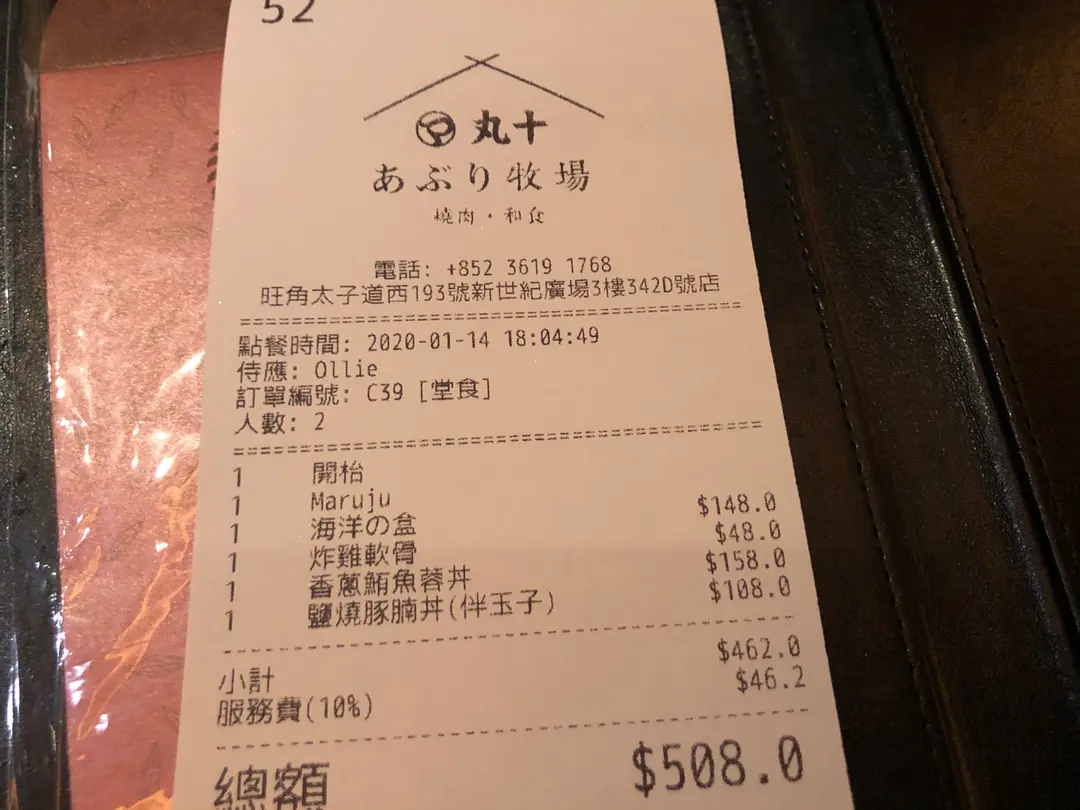 52
丸十
あぶり牧場
燒肉・和食
電話: +852 3619 1768
旺角太子道西193號新世紀廣場3樓342D號店
點餐時間: 2020-01-14 18:04:49
侍應: Ollie
訂單編號: C39 [堂食]
人數: 2
1 開枱
1 Maruju
1 海洋の盒 $148.0
1 炸雞軟骨 $48.0
1 香蔥鮪魚蓉丼 $158.0
1 鹽燒豚腩丼(伴玉子) $108.0
小計 $462.0
服務費(10%) $46.2
總額 $508.0